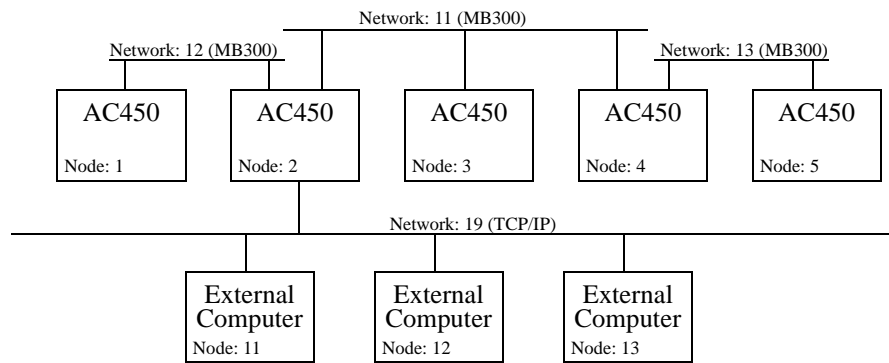 Network: 11 (MB300)
Network: 12 (MB300)
Network: 13 (MB300)
AC450
Node: 1
AC450
Node: 2
AC450
Node: 3
AC450
Node: 4
AC450
Node: 5
Network: 19 (TCP/IP)
External
Computer
Node: 11
External
Computer
Node: 12
External
Computer
Node: 13